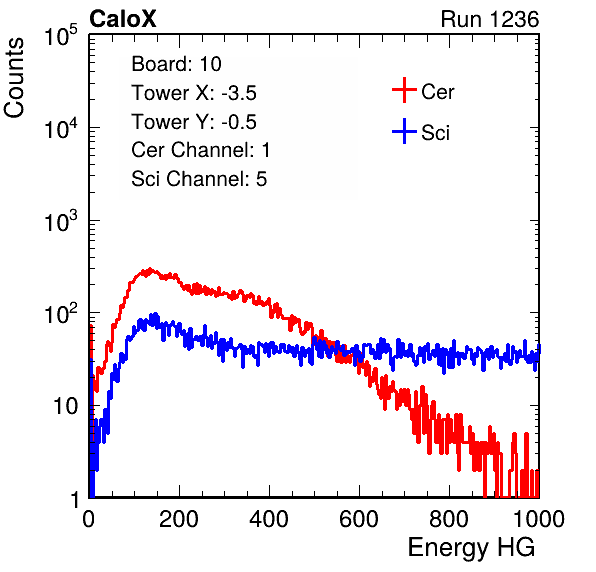 CaloX Run 1236
Counts
10^5
10^4
10^3
10^2
10
1
Board: 10
Tower X: -3.5
Tower Y: -0.5
Cer Channel: 1
Sci Channel: 5
Cer
Sci
0 200 400 600 800 1000
Energy HG